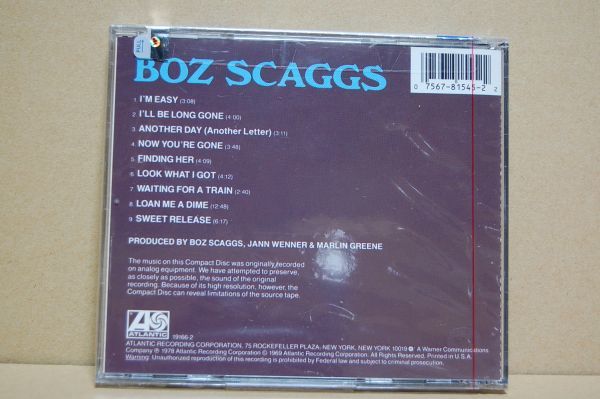 PULL
BOZ SCAGGS
0 7567-81545-2 2
1. I'M EASY (3:08)
2. I'LL BE LONG GONE (4:00)
3. ANOTHER DAY (Another Letter) (3:11)
4. NOW YOU'RE GONE (3:48)
5. FINDING HER (4:09)
6. LOOK WHAT I GOT (4:12)
7. WAITING FOR A TRAIN (2:40)
8. LOAN ME A DIME (12:48)
9. SWEET RELEASE (6:17)
PRODUCED BY BOZ SCAGGS, JANN WENNER & MARLIN GREENE
The music on this Compact Disc was originally recorded
on analog equipment. We have attempted to preserve,
as closely as possible, the sound of the original
recording. Because of its high resolution, however, the
Compact Disc can reveal limitations of the source tape.
ATLANTIC
19166-2
ATLANTIC RECORDING CORPORATION, 75 ROCKEFELLER PLAZA, NEW YORK, NEW YORK 10019 A Warner Communications
Company ℗ 1978 Atlantic Recording Corporation © 1969 Atlantic Recording Corporation. All Rights Reserved. Printed in U.S.A.
Warning: Unauthorized reproduction of this recording is prohibited by Federal law and subject to criminal prosecution.